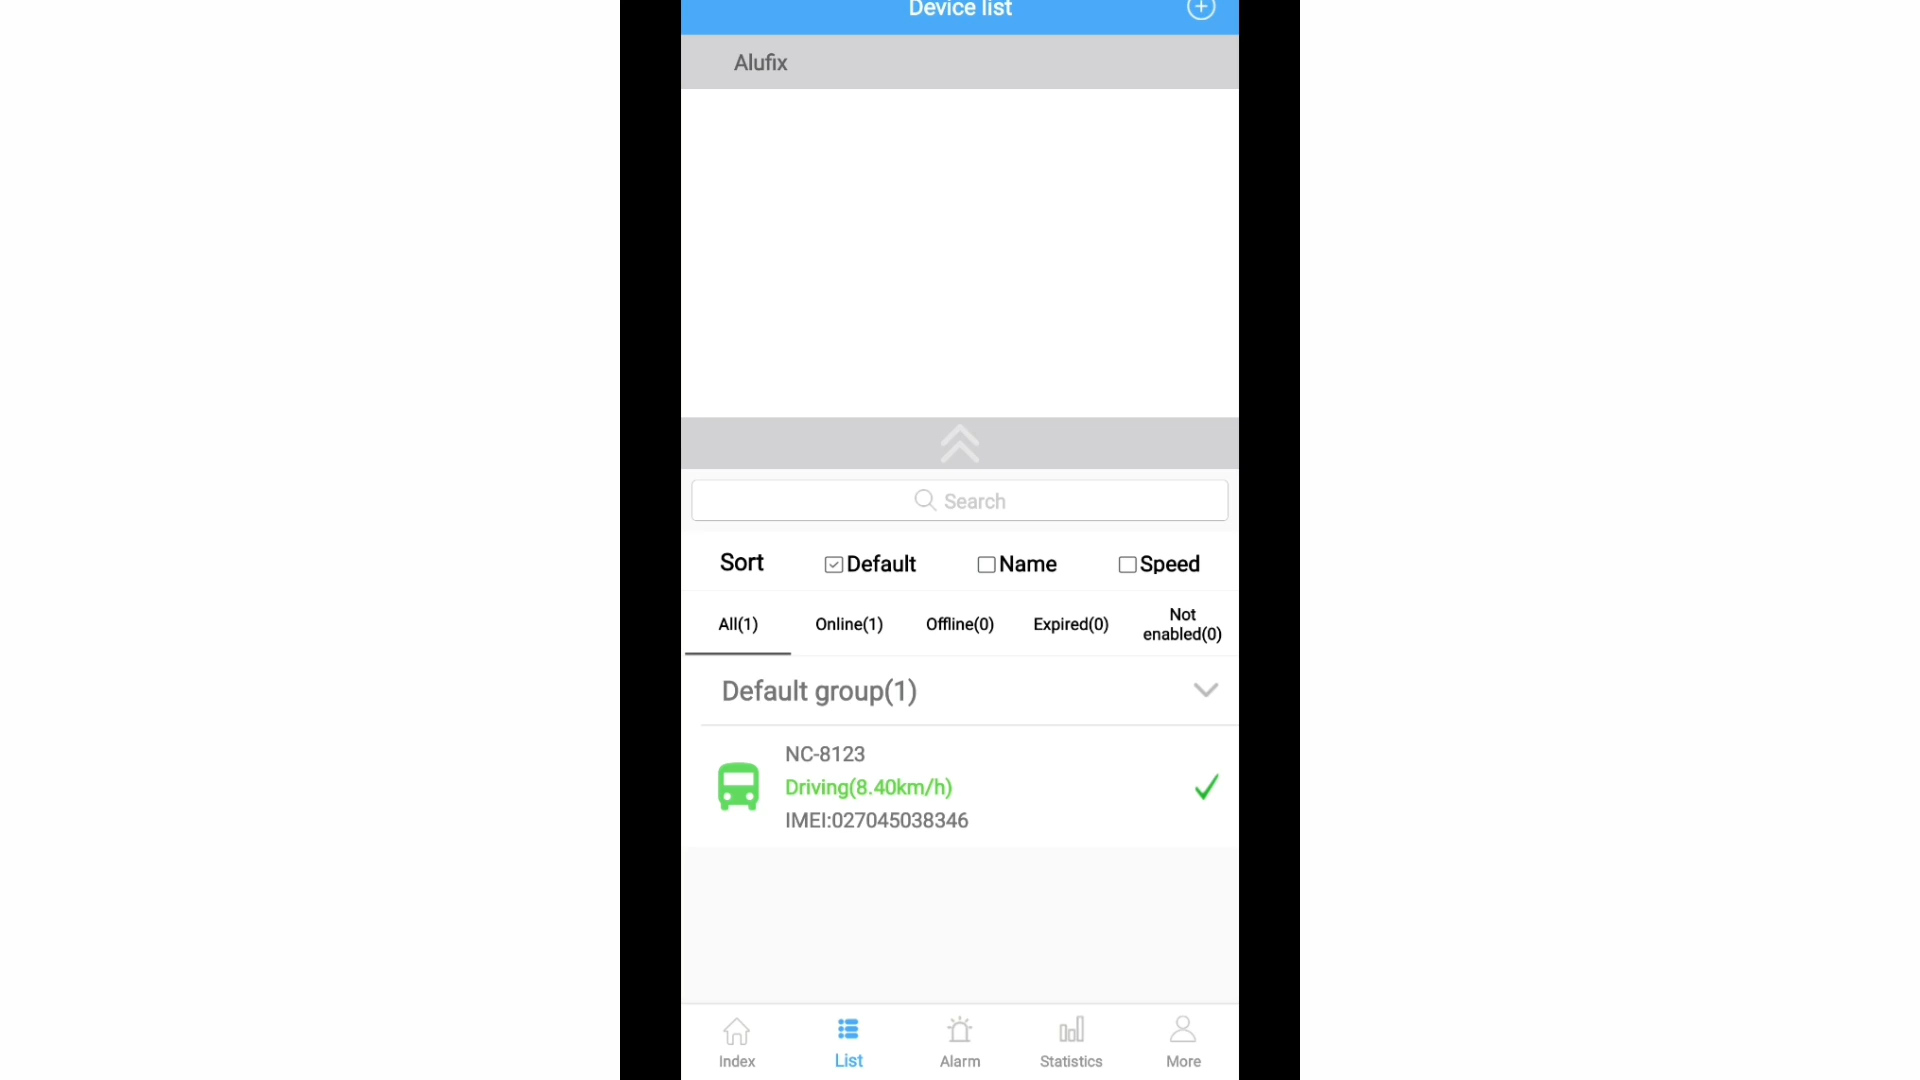 Device list
Alufix
Search
Sort Default Name Speed
All(1) Online(1) Offline(0) Expired(0) Not enabled(0)
Default group(1)
NC-8123
Driving(8.40km/h)
IMEI:027045038346
Index List Alarm Statistics More